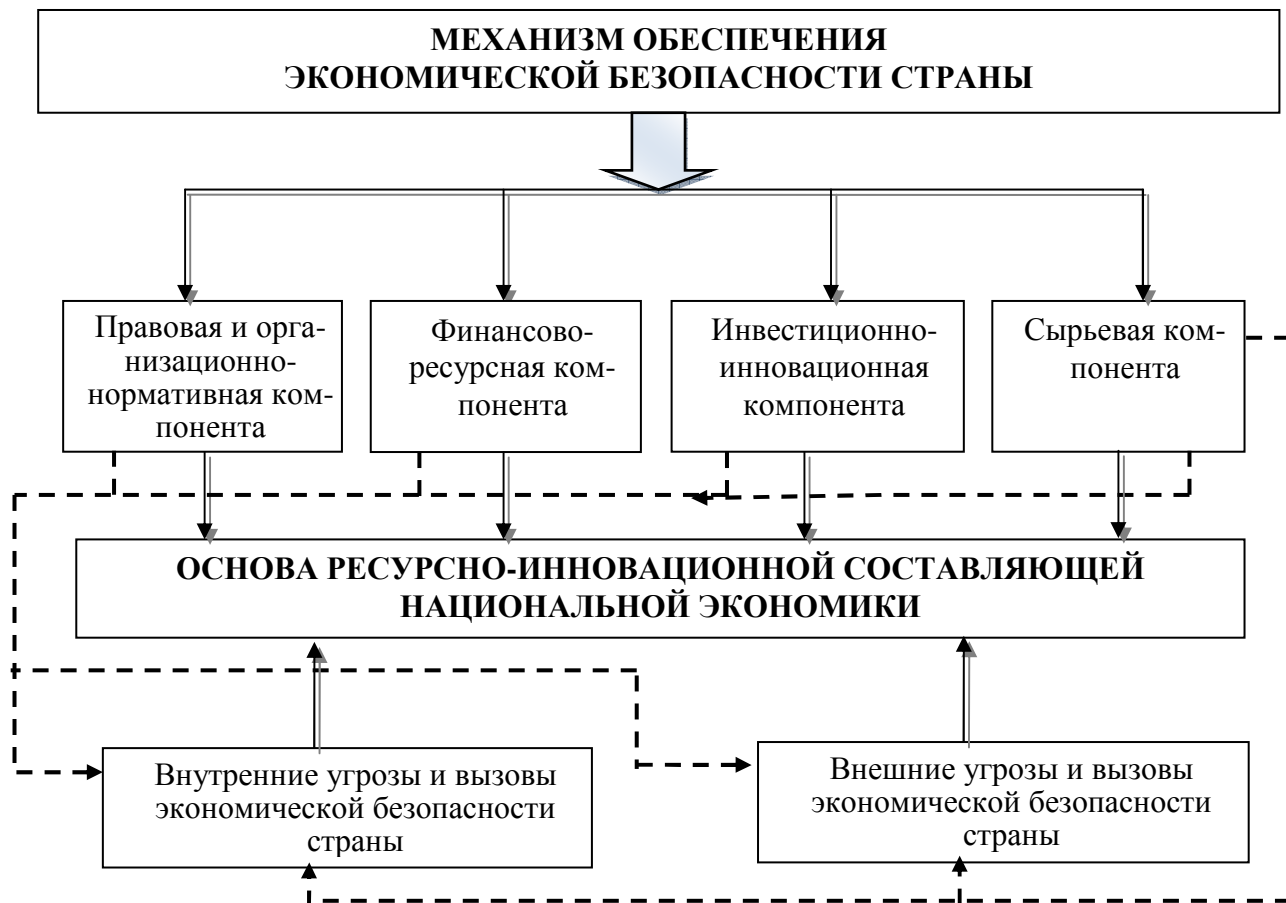 МЕХАНИЗМ ОБЕСПЕЧЕНИЯ
ЭКОНОМИЧЕСКОЙ БЕЗОПАСНОСТИ СТРАНЫ
Правовая и орга-
низационно-
нормативная ком-
понента
Финансово-
ресурсная ком-
понента
Инвестиционно-
инновационная
компонента
Сырьевая ком-
понента
ОСНОВА РЕСУРСНО-ИННОВАЦИОННОЙ СОСТАВЛЯЮЩЕЙ
НАЦИОНАЛЬНОЙ ЭКОНОМИКИ
Внутренние угрозы и вызовы
экономической безопасности
страны
Внешние угрозы и вызовы
экономической безопасности
страны